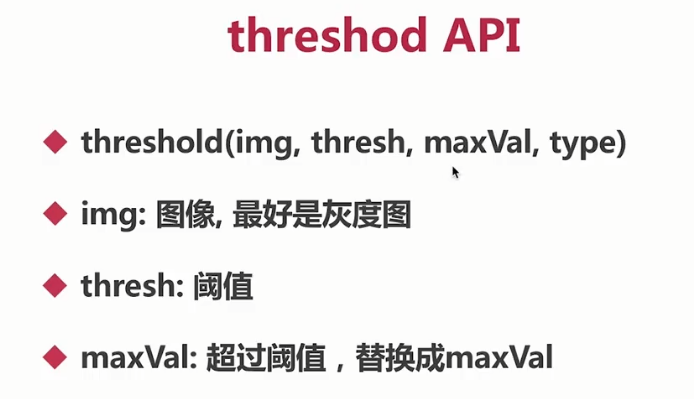 threshod API
threshold(img, thresh, maxVal, type)
img: 图像, 最好是灰度图
thresh: 阈值
maxVal: 超过阈值，替换成maxVal